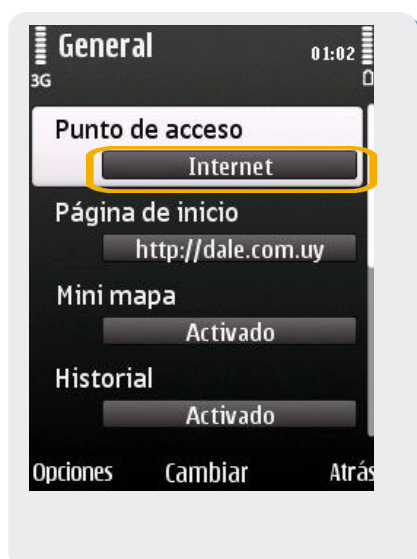 General
01:02
3G
Punto de acceso
Internet
Página de inicio
http://dale.com.uy
Mini mapa
Activado
Historial
Activado
Opciones Cambiar Atrás